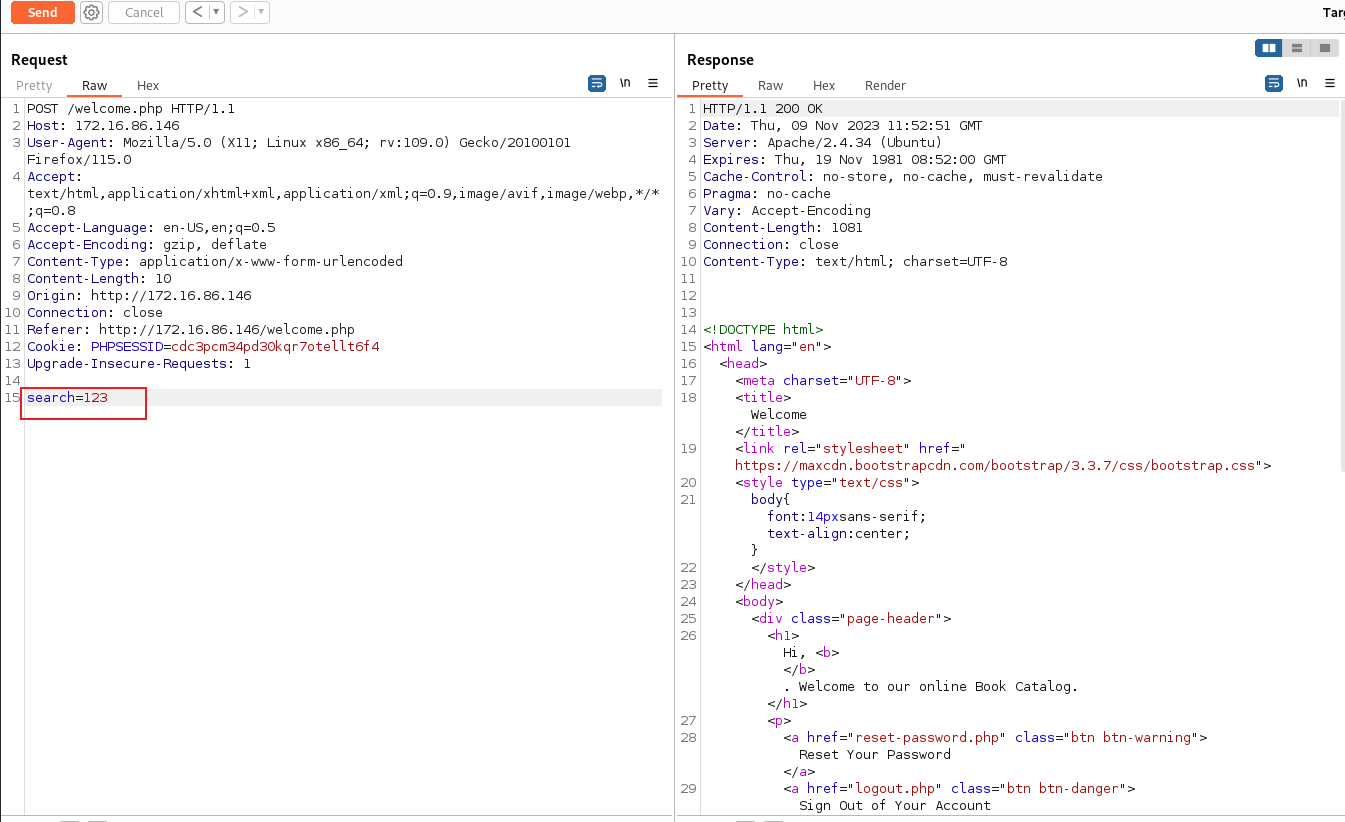 Send Cancel < ▼ > ▼ Tar
Request
Pretty Raw Hex \n
1 POST /welcome.php HTTP/1.1
2 Host: 172.16.86.146
3 User-Agent: Mozilla/5.0 (X11; Linux x86_64; rv:109.0) Gecko/20100101
Firefox/115.0
4 Accept:
text/html,application/xhtml+xml,application/xml;q=0.9,image/avif,image/webp,*/*
;q=0.8
5 Accept-Language: en-US,en;q=0.5
6 Accept-Encoding: gzip, deflate
7 Content-Type: application/x-www-form-urlencoded
8 Content-Length: 10
9 Origin: http://172.16.86.146
10 Connection: close
11 Referer: http://172.16.86.146/welcome.php
12 Cookie: PHPSESSID=cdc3pcm34pd30kqr7otellt6f4
13 Upgrade-Insecure-Requests: 1
14
15 search=123
Response
Pretty Raw Hex Render \n
1 HTTP/1.1 200 OK
2 Date: Thu, 09 Nov 2023 11:52:51 GMT
3 Server: Apache/2.4.34 (Ubuntu)
4 Expires: Thu, 19 Nov 1981 08:52:00 GMT
5 Cache-Control: no-store, no-cache, must-revalidate
6 Pragma: no-cache
7 Vary: Accept-Encoding
8 Content-Length: 1081
9 Connection: close
10 Content-Type: text/html; charset=UTF-8
11
12
13
14 <!DOCTYPE html>
15 <html lang="en">
16 <head>
17 <meta charset="UTF-8">
18 <title>
Welcome
</title>
19 <link rel="stylesheet" href="
https://maxcdn.bootstrapcdn.com/bootstrap/3.3.7/css/bootstrap.css">
20 <style type="text/css">
21 body{
font:14pxsans-serif;
text-align:center;
}
22 </style>
23 </head>
24 <body>
25 <div class="page-header">
26 <h1>
Hi, <b>
</b>
. Welcome to our online Book Catalog.
</h1>
27 <p>
28 <a href="reset-password.php" class="btn btn-warning">
Reset Your Password
</a>
29 <a href="logout.php" class="btn btn-danger">
Sign Out of Your Account